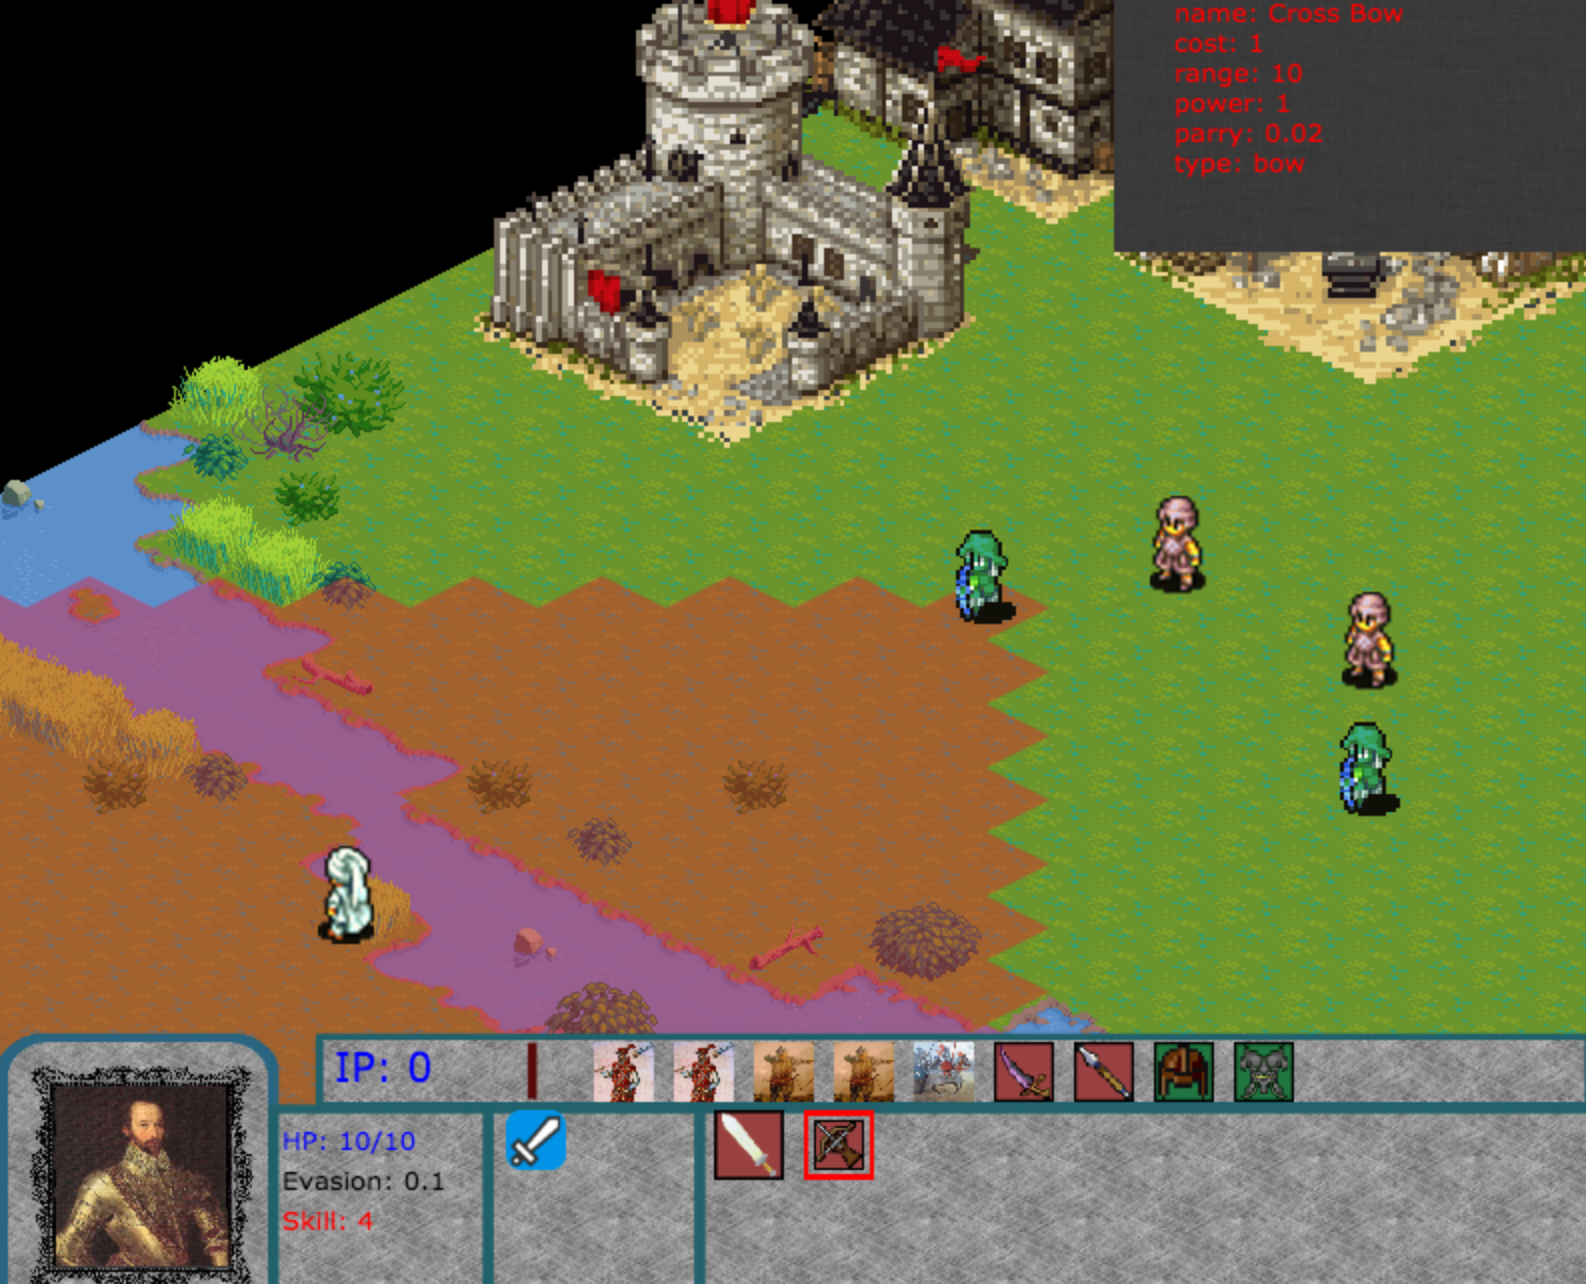 name: Cross Bow
cost: 1
range: 10
power: 1
parry: 0.02
type: bow
IP: 0
HP: 10/10
Evasion: 0.1
Skill: 4